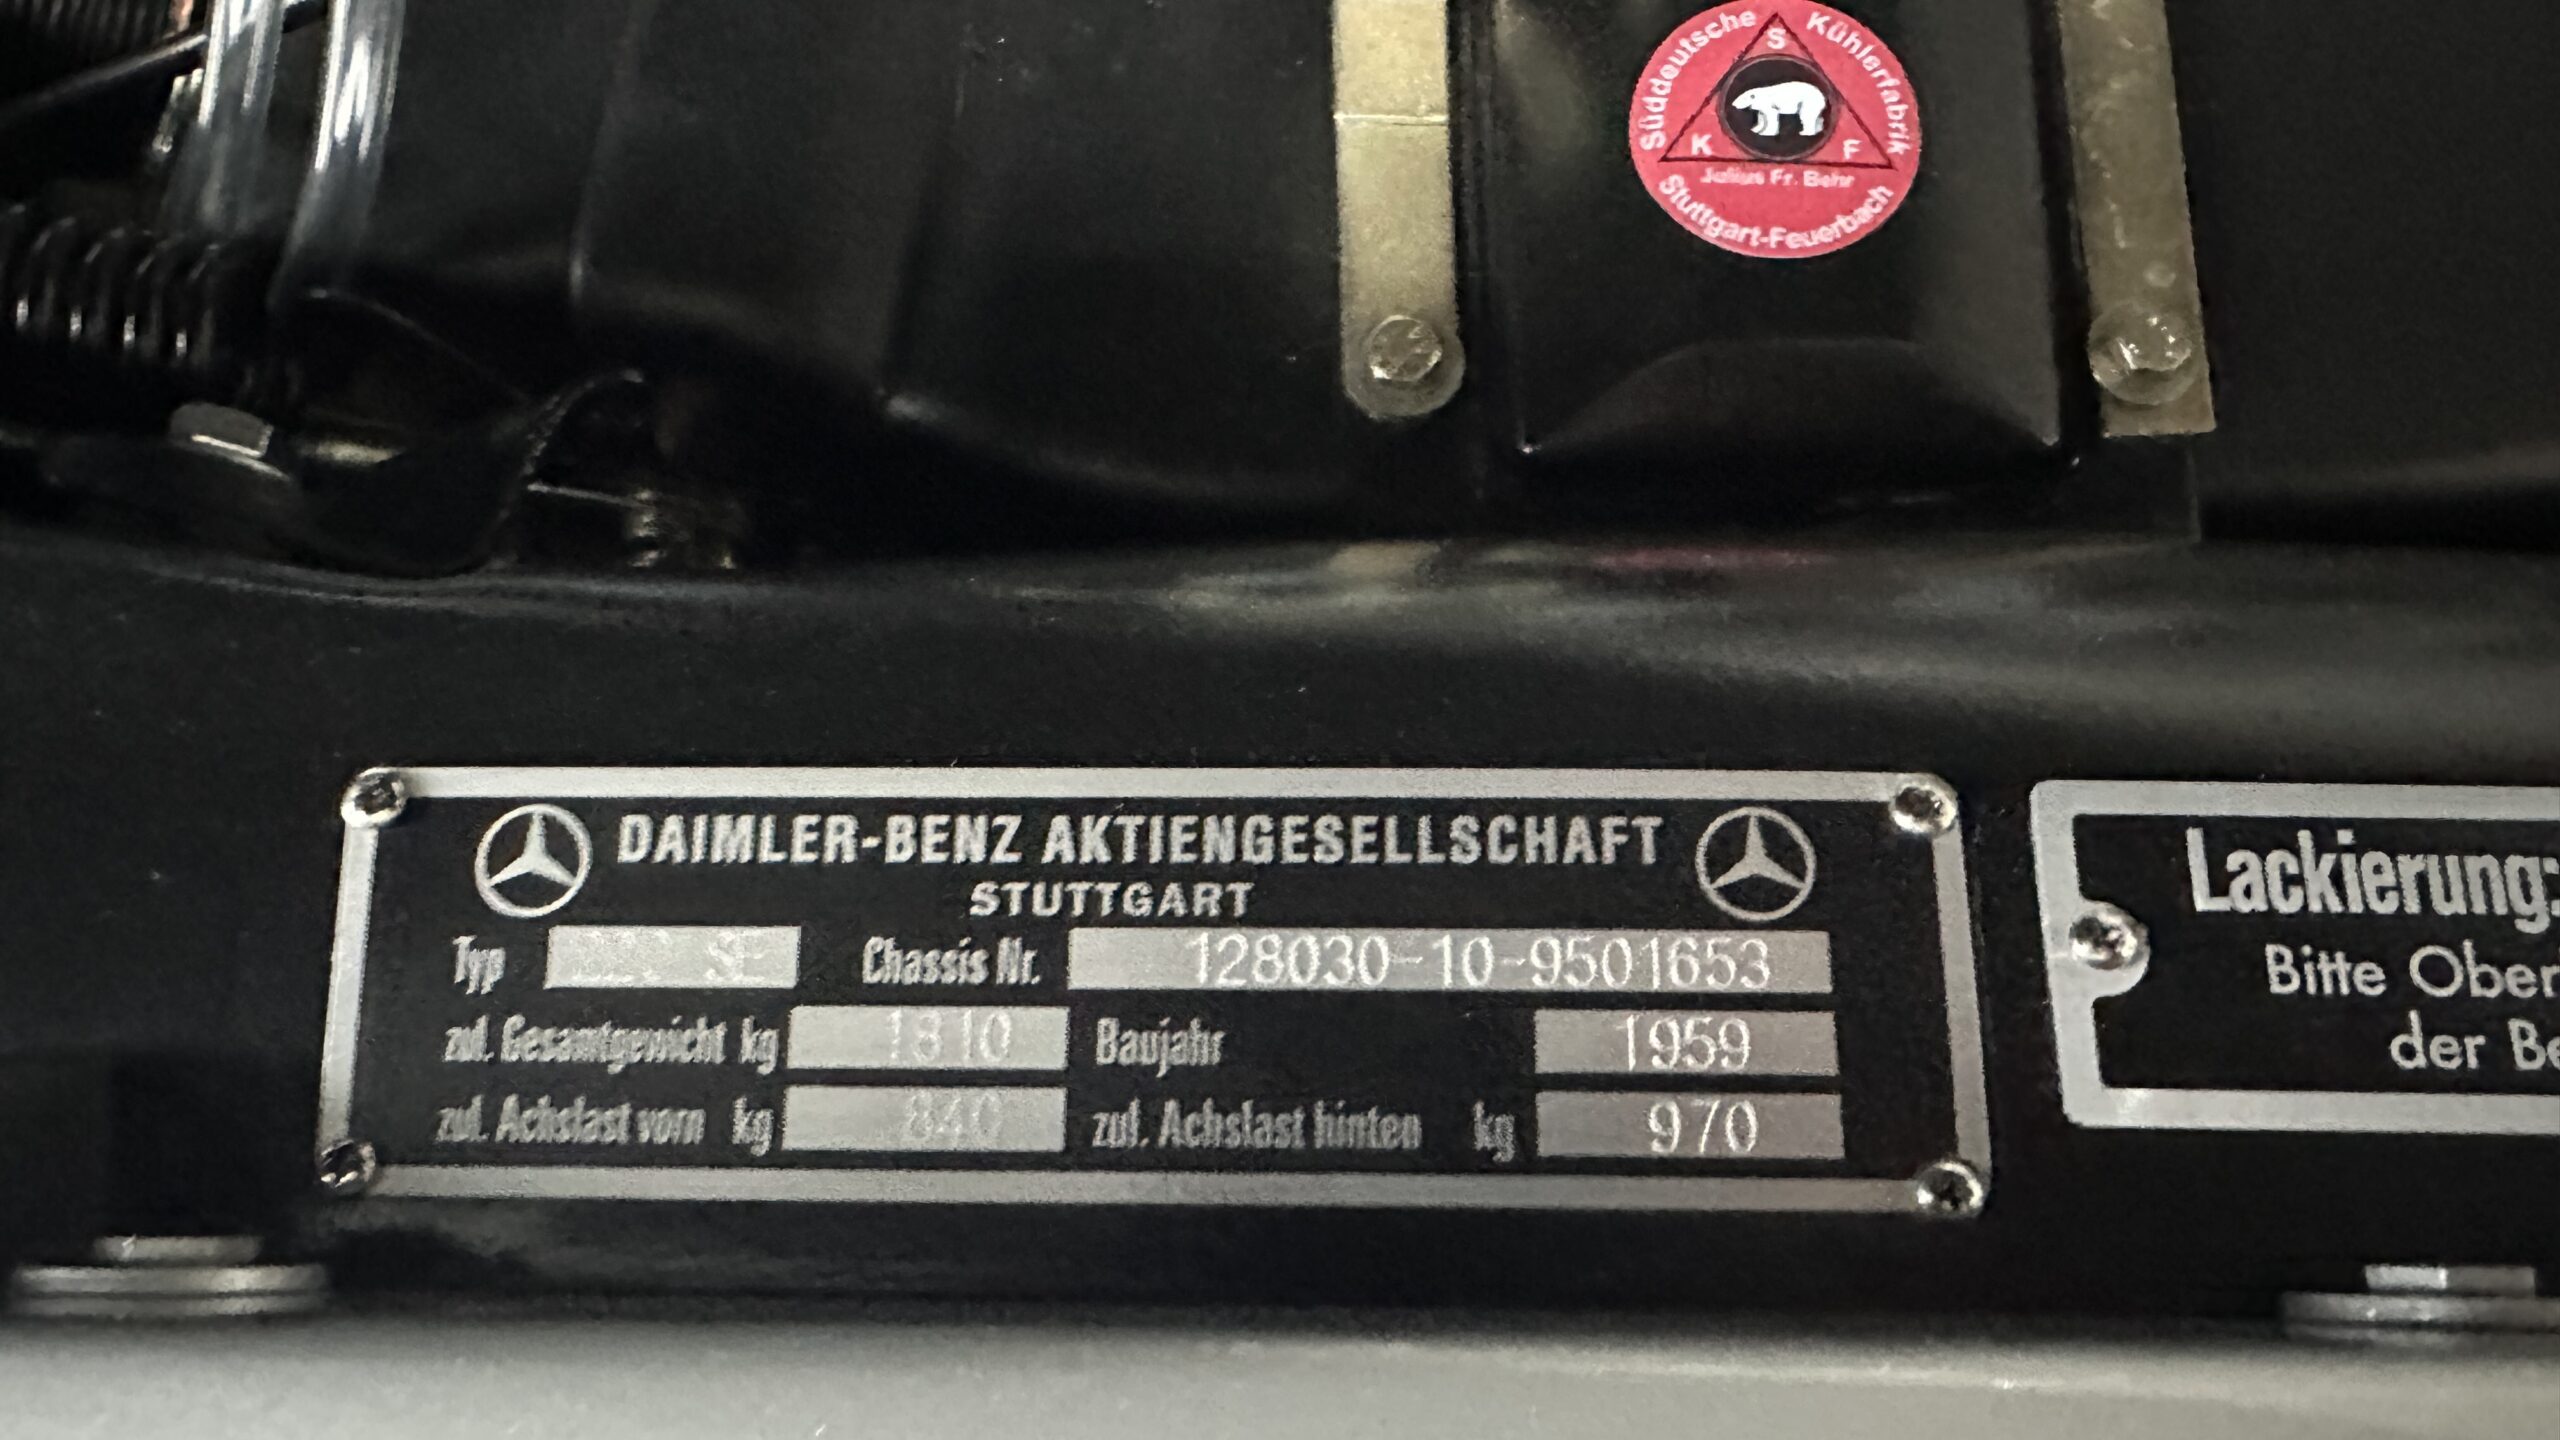 Süddeutsche Kühlerfabrik
S
K F
Julius Fr. Behr
Stuttgart-Feuerbach
DAIMLER-BENZ AKTIENGESELLSCHAFT
STUTTGART
Typ SE Chassis Nr. 128030-10-9501653
zul. Gesamtgewicht kg 1810 Baujahr 1959
zul. Achslast vorn kg 840 zul. Achslast hinten kg 970
Lackierung:
Bitte Ober
der Be